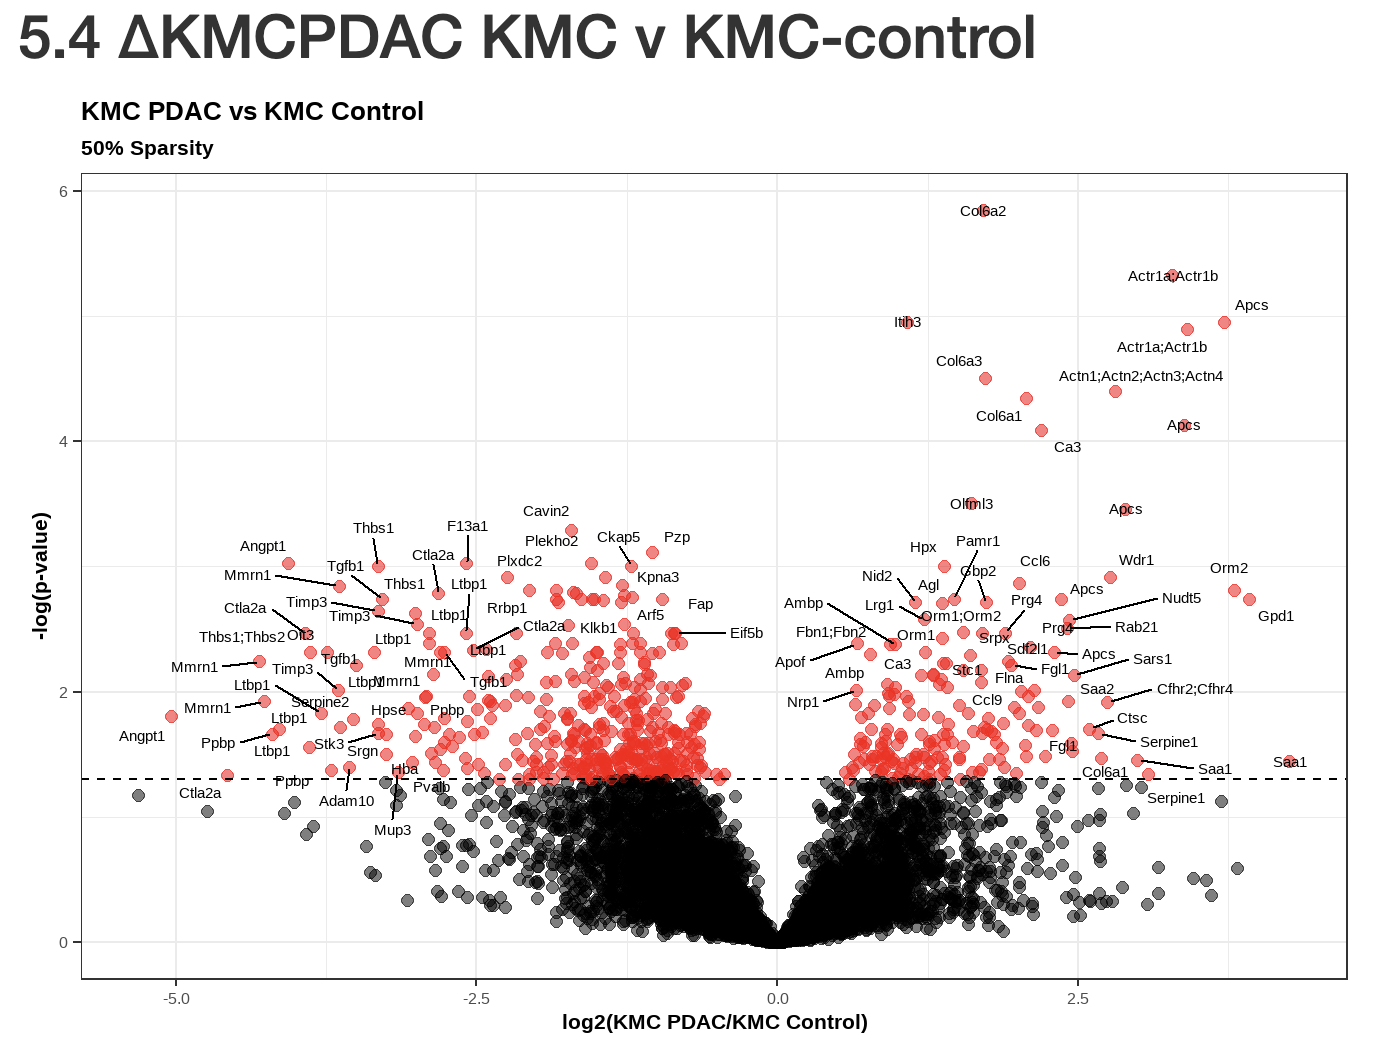 5.4 ΔKMCPDAC KMC v KMC-control
KMC PDAC vs KMC Control
50% Sparsity
6
Col6a2
Actr1a;Actr1b
Apcs
Itih3
Actr1a;Actr1b
Col6a3
Actn1;Actn2;Actn3;Actn4
Col6a1
Apcs
4
Ca3
Olfml3
Apcs
Cavin2
Thbs1
F13a1
Plekho2
Ckap5
Pzp
Pamr1
Angpt1
Hpx
Ctla2a
Plxdc2
Ccl6
Wdr1
Tgfb1
Orm2
Mmrn1
Kpna3
Nid2
Gbp2
Thbs1
Ltbp1
Agl
Apcs
Nudt5
Timp3
Ambp
Lrg1
Prg4
Ctla2a
Rrbp1
Fap
Timp3
Ltbp1
Arf5
Orm1;Orm2
Gpd1
Ctla2a
Klkb1
Prg4
Rab21
Thbs1;Thbs2
Olt3
Eif5b
Fbn1;Fbn2
Orm1
Srpx
Ltbp1
Ltbp1
Sdf2l1
Apcs
Sars1
Mmrn1
Tgfb1
Mmrn1
Apof
Ca3
Timp3
Ambp
Stc1
Fgl1
Ltbp1
Ltbp1
Mmrn1
Tgfb1
Flna
Saa2
Cfhr2;Cfhr4
-log(p-value)
2
Mmrn1
Serpine2
Hpse
Ppbp
Nrp1
Ccl9
Ltbp1
Ctsc
Angpt1
Ppbp
Ltbp1
Stk3
Srgn
Fgl1
Serpine1
Hba
Col6a1
Saa1
Saa1
Ctla2a
Ppbp
Adam10
Pvalb
Serpine1
Mup3
0
-5.0
-2.5
0.0
2.5
log2(KMC PDAC/KMC Control)